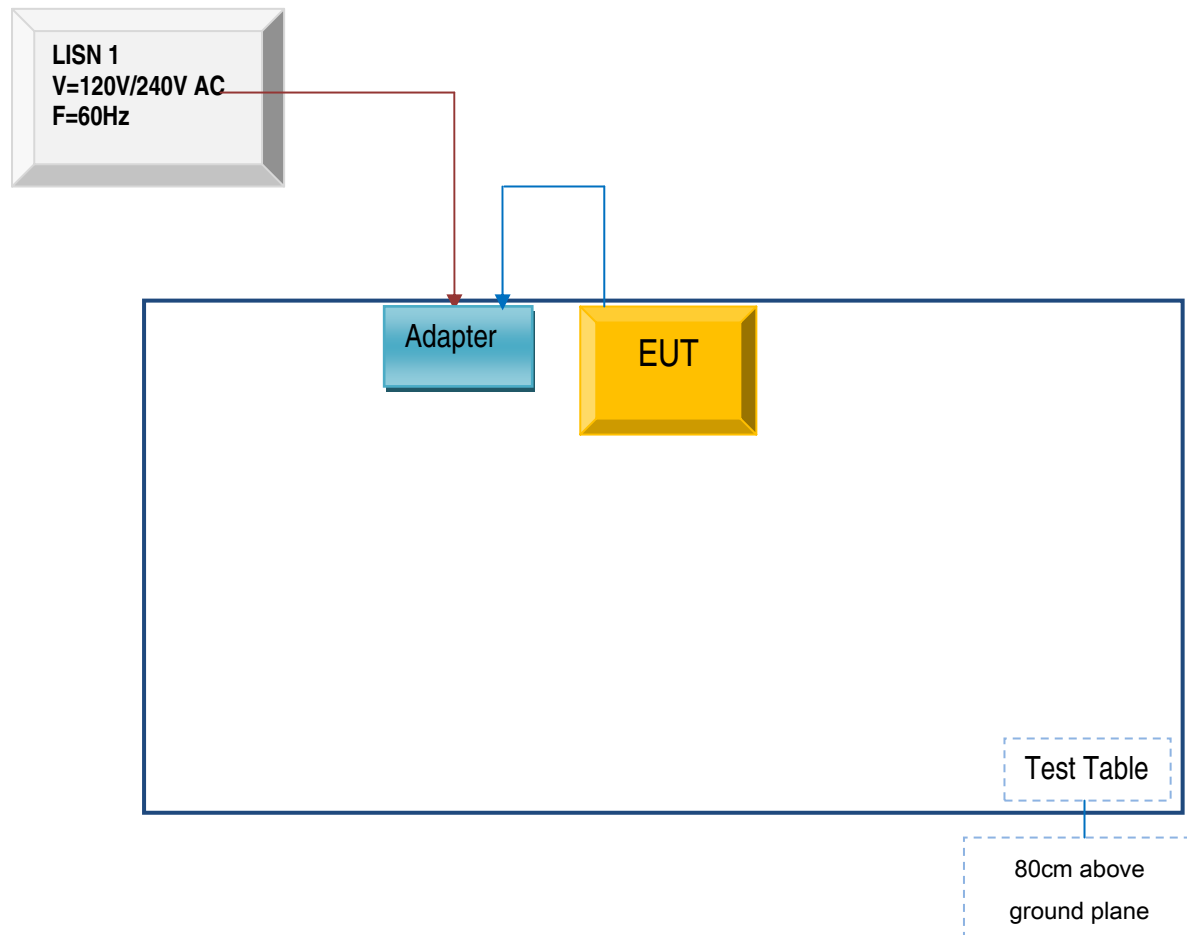 LISN 1
V=120V/240V AC
F=60Hz
Adapter
EUT
Test Table
80cm above
ground plane